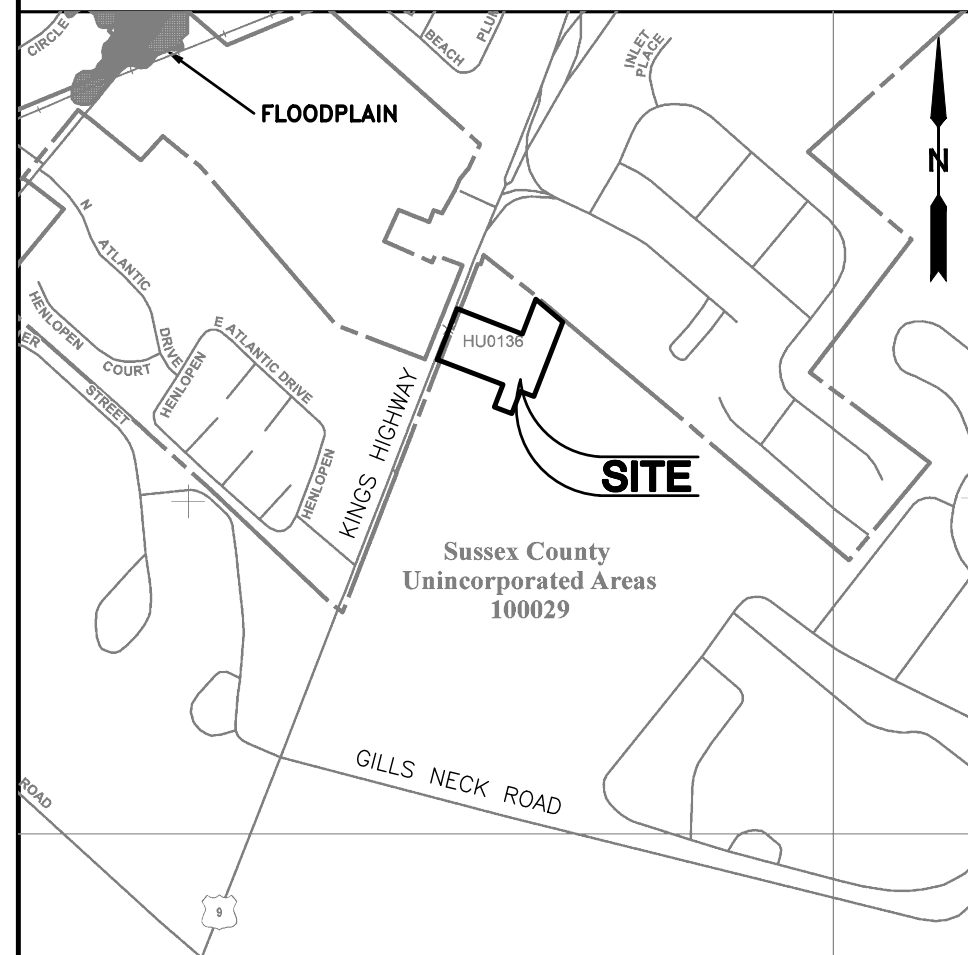 CIRCLE
BEACH
PLUM
INLET
PLACE
FLOODPLAIN
N
N
ATLANTIC
DRIVE
HENLOPEN
COURT
E ATLANTIC DRIVE
HENLOPEN
HENLOPEN
ER
STREET
HU0136
KINGS HIGHWAY
SITE
Sussex County
Unincorporated Areas
100029
GILLS NECK ROAD
ROAD
9